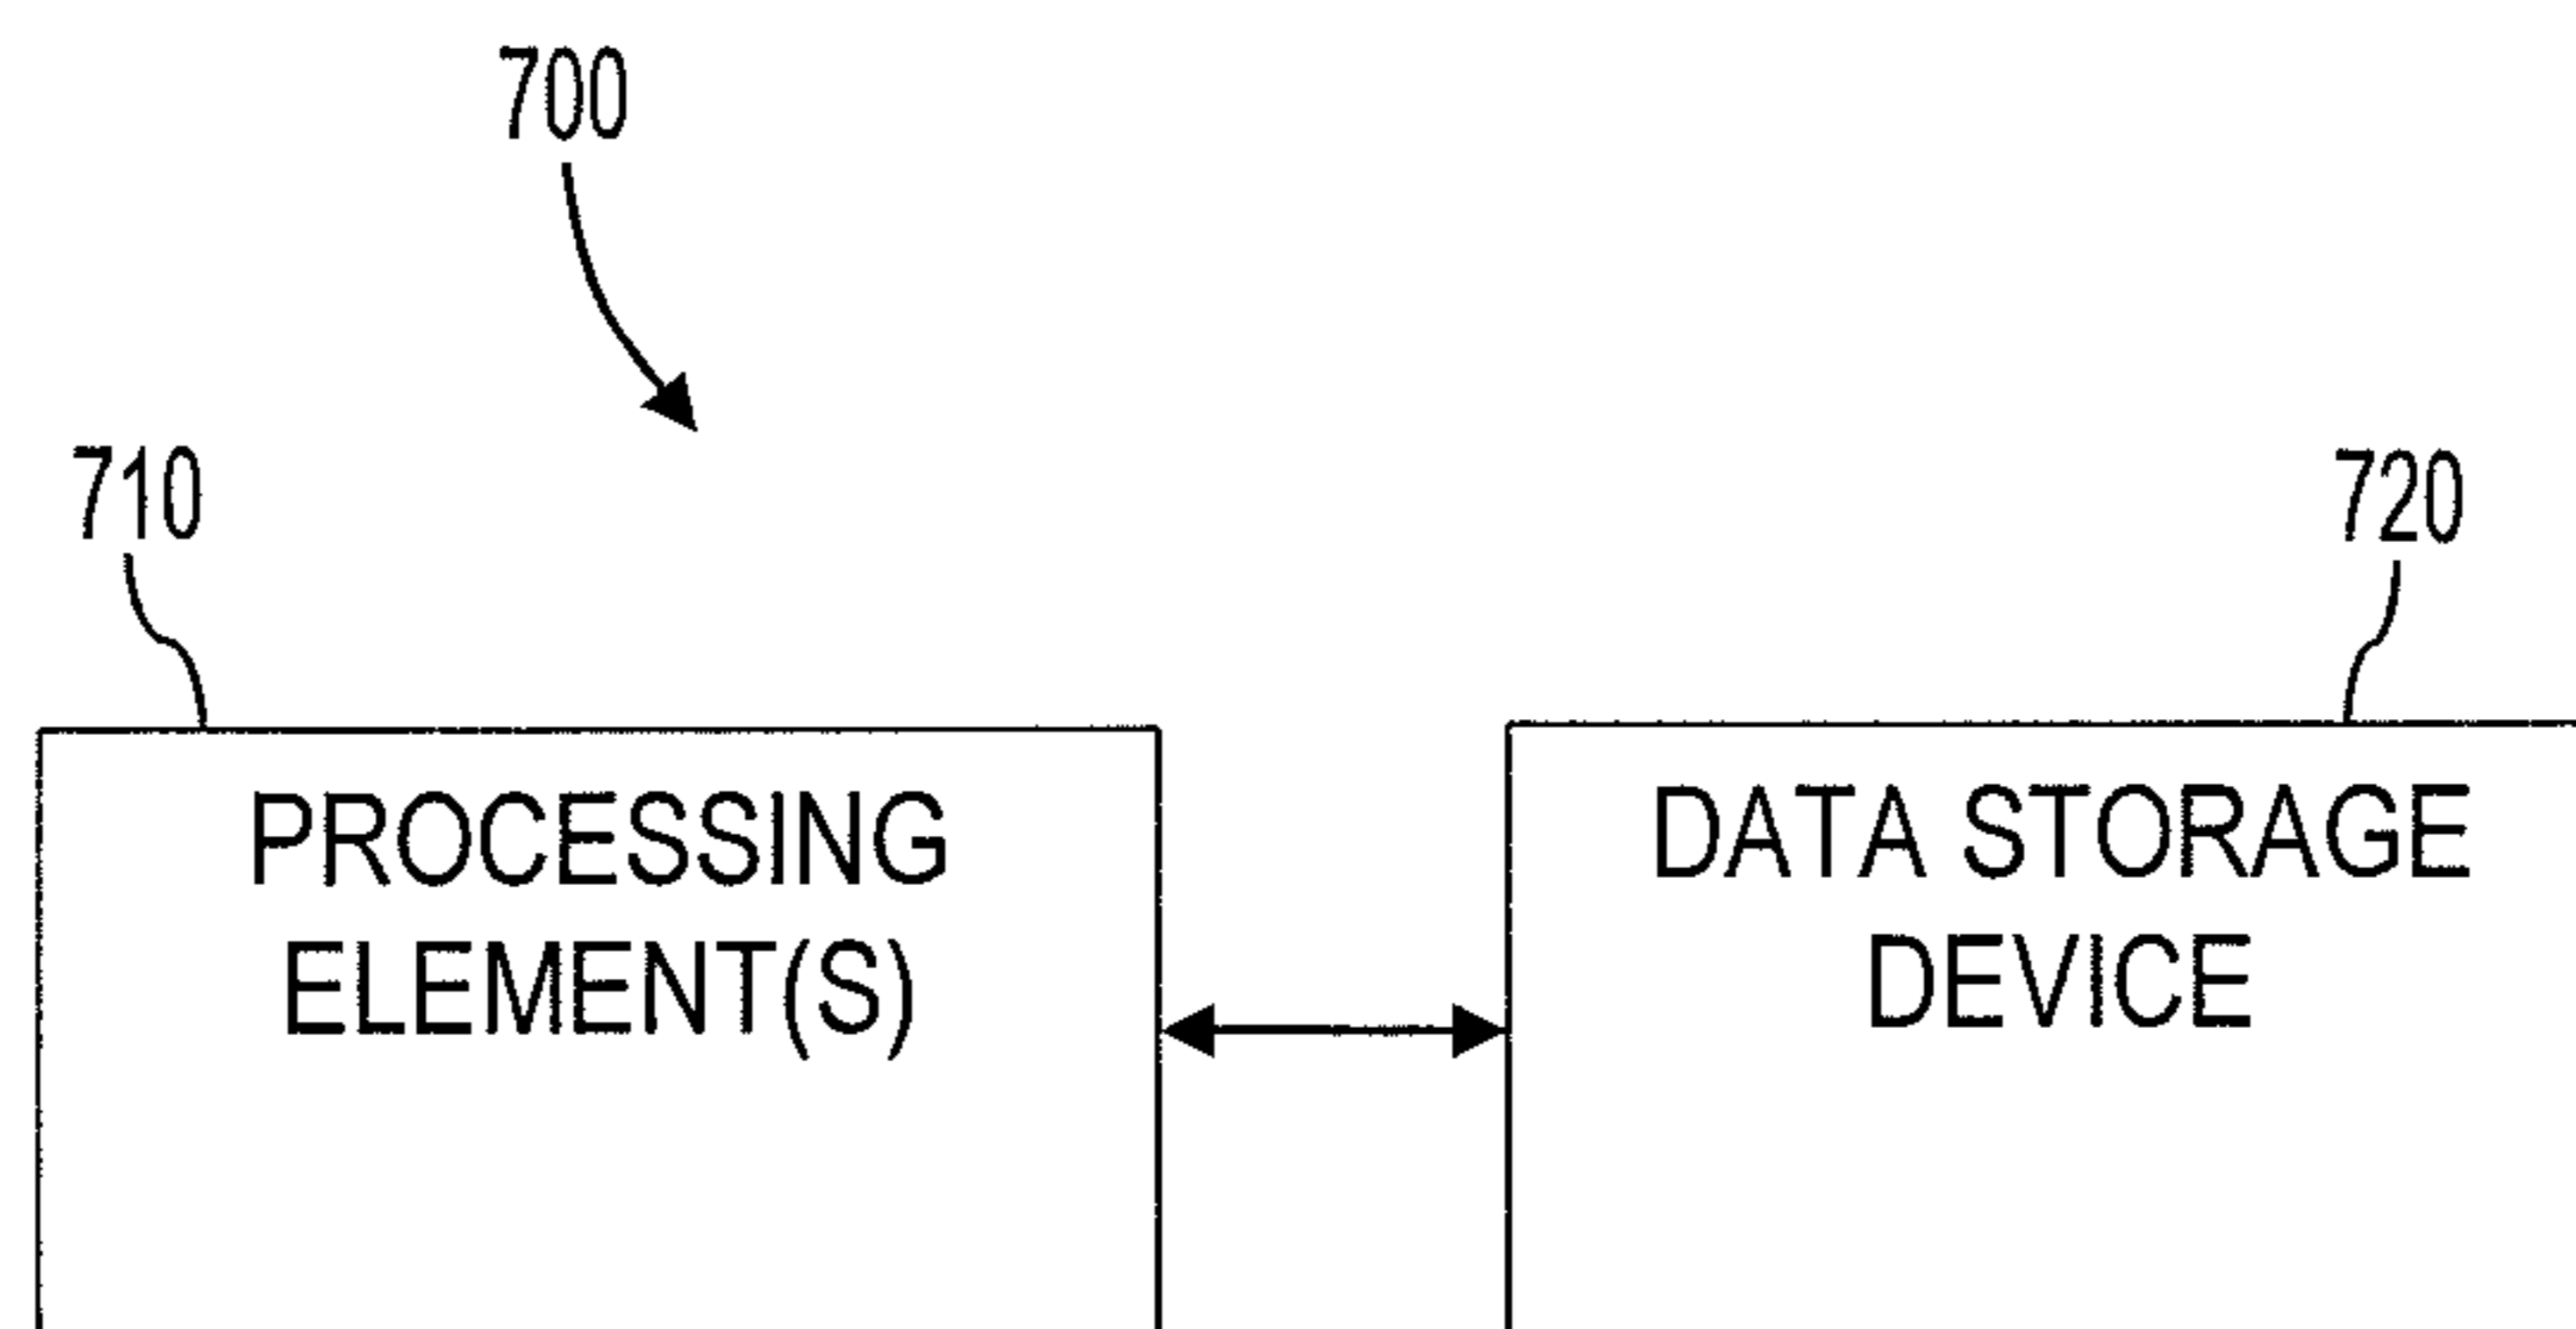 700
710
720
PROCESSING
ELEMENT(S)
DATA STORAGE
DEVICE